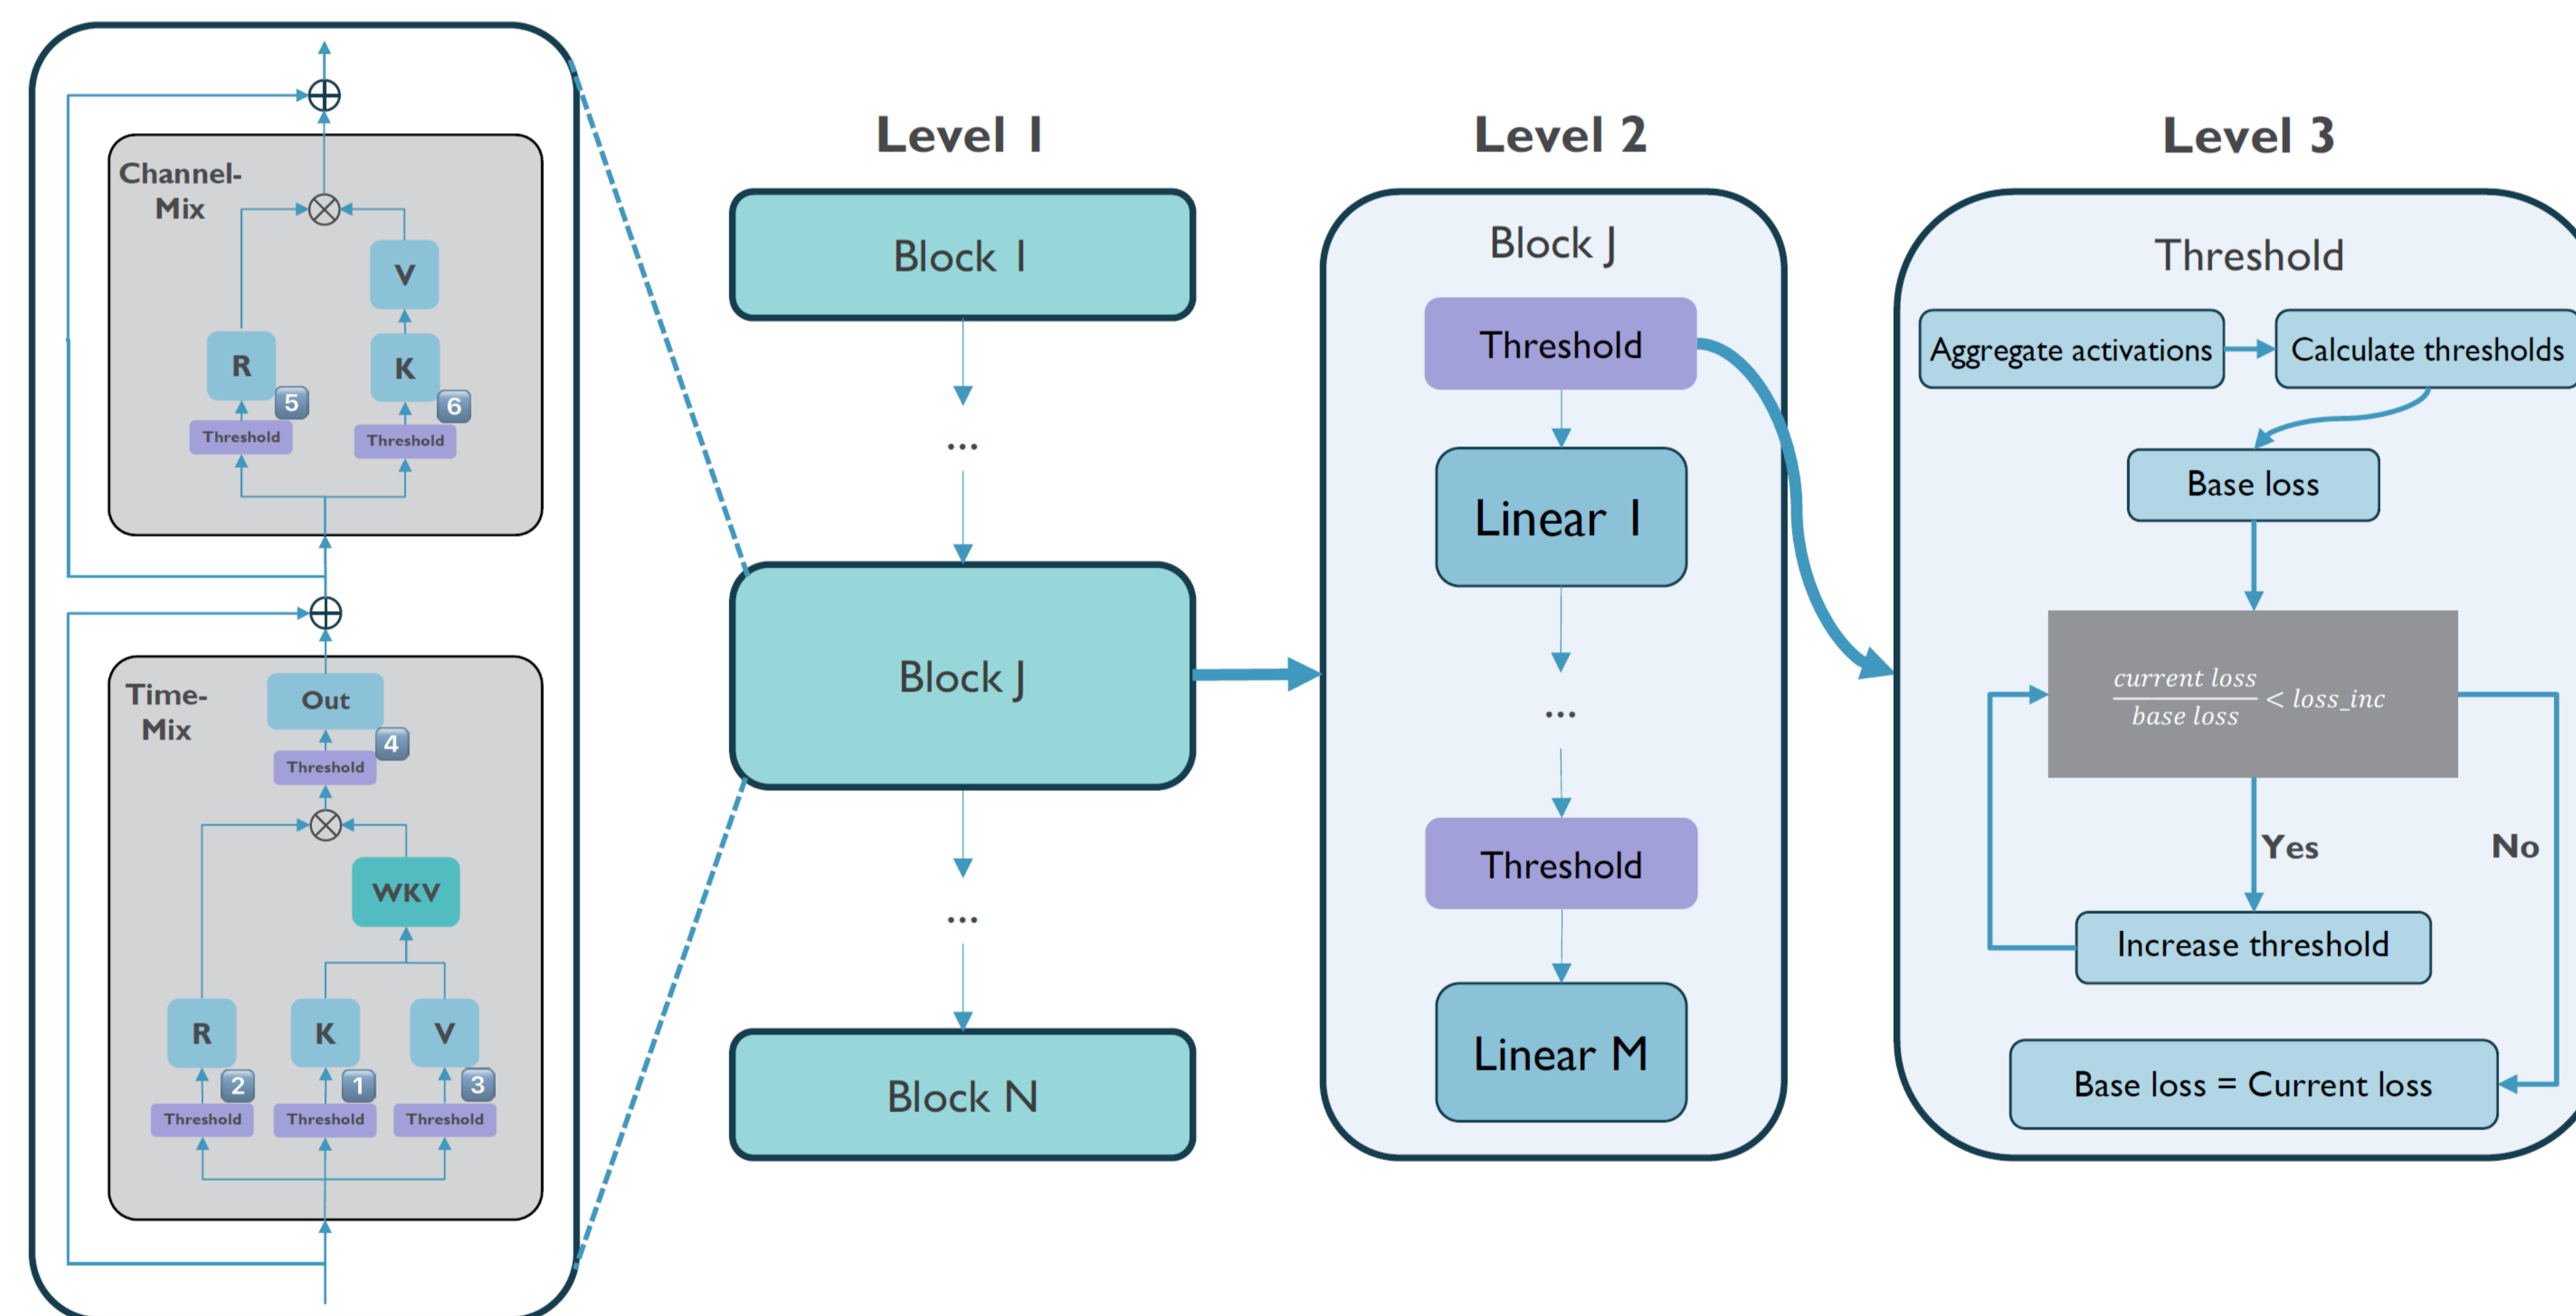 Channel-
Mix
V
R
K
5
6
Threshold
Threshold
Time-
Mix
Out
4
Threshold
WKV
R
K
V
2
1
3
Threshold
Threshold
Threshold
Level 1
Block 1
...
Block J
...
Block N
Level 2
Block J
Threshold
Linear 1
...
Threshold
Linear M
Level 3
Threshold
Aggregate activations
Calculate thresholds
Base loss
current loss
base loss
< loss_inc
Yes
No
Increase threshold
Base loss = Current loss